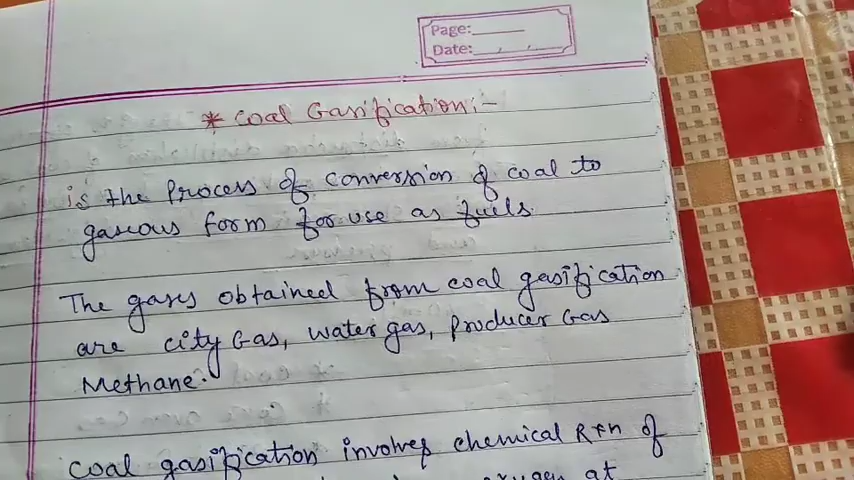 Page:
Date:
* Coal Gasification:-
is the Process of conversion of coal to
gaseous form for use as fuels.
The gases obtained from coal gasification
are city Gas, water gas, Producer Gas
Methane.
coal gasification involves chemical Rxn of
oxygen at